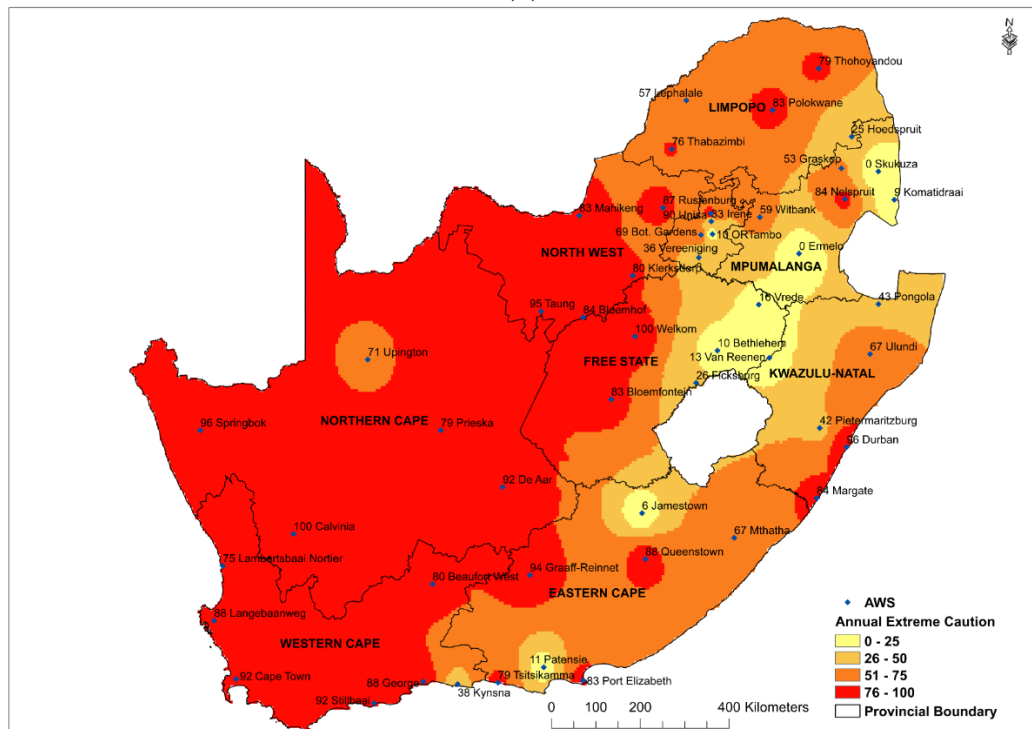 N
79 Thohoyandou
57 Lephalale
LIMPOPO
83 Polokwane
25 Hoedspruit
76 Thabazimbi
53 Graskop
0 Skukuza
84 Nelspruit
9 Komatidraai
87 Rustenburg
83 Mahikeng
90 Unisa
33 Irene
59 Witbank
69 Bot. Gardens
ORTambo
36 Vereeniging
0 Ermelo
NORTH WEST
MPUMALANGA
80 Klerksdorp
95 Taung
84 Bloemhof
16 Vrede
43 Pongola
100 Welkom
71 Upington
10 Bethlehem
67 Ulundi
FREE STATE
13 Van Reenen
KWAZULU-NATAL
26 Ficksburg
83 Bloemfontejn
NORTHERN CAPE
96 Springbok
79 Prieska
42 Pietermaritzburg
96 Durban
92 De Aar
84 Margate
6 Jamestown
100 Calvinia
67 Mthatha
88 Queenstown
75 Lambertsbaai Nortier
94 Graaff-Reinnet
80 Beaufort West
EASTERN CAPE
88 Langebaanweg
WESTERN CAPE
11 Patensie
92 Cape Town
88 George
79 Tsitsikamma
83 Port Elizabeth
38 Kynsna
92 Stillbaai
AWS
Annual Extreme Caution
0 - 25
26 - 50
51 - 75
76 - 100
Provincial Boundary
0 100 200 400 Kilometers